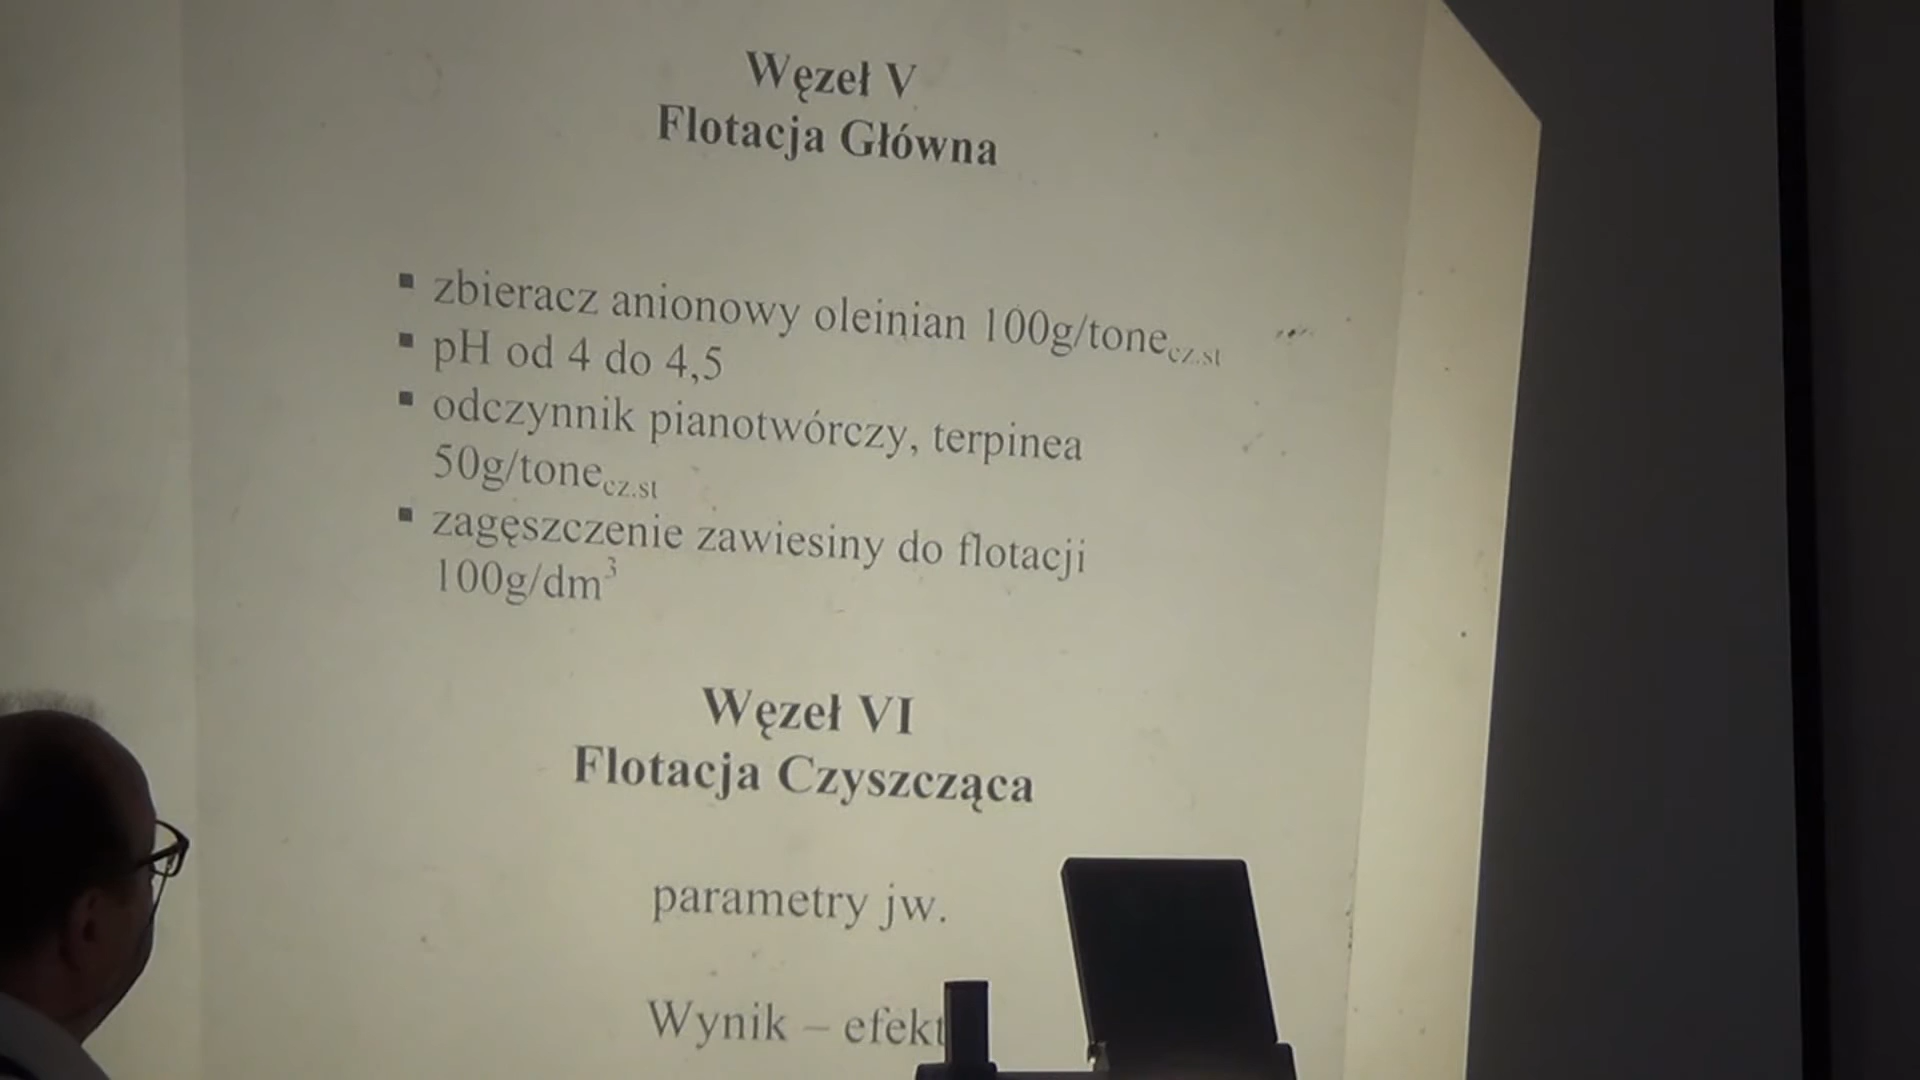 Węzeł V
Flotacja Główna
▪ zbieracz anionowy oleinian 100g/tone cz.st
▪ pH od 4 do 4,5
▪ odczynnik pianotwórczy, terpinea
50g/tone cz.st
▪ zagęszczenie zawiesiny do flotacji
100g/dm³
Węzeł VI
Flotacja Czyszcząca
parametry jw.
Wynik – efekt